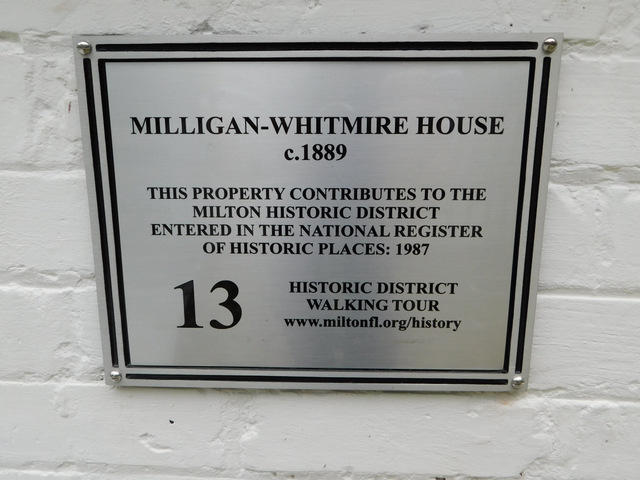 MILLIGAN-WHITMIRE HOUSE
c.1889
THIS PROPERTY CONTRIBUTES TO THE
MILTON HISTORIC DISTRICT
ENTERED IN THE NATIONAL REGISTER
OF HISTORIC PLACES: 1987
13
HISTORIC DISTRICT
WALKING TOUR
www.miltonfl.org/history